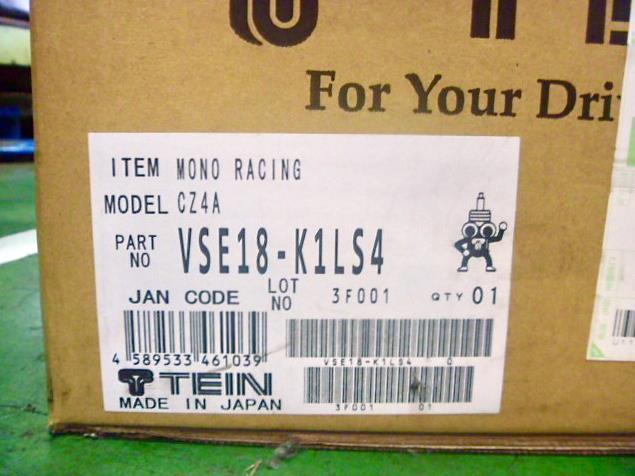 For Your
ITEM MONO RACING
MODEL CZ4A
PART NO VSE18-K1LS4
JAN CODE LOT NO 3F001 QTY 01
4 589533 461039
VSE18-K1LS4 0
TEIN
MADE IN JAPAN
3F001 01